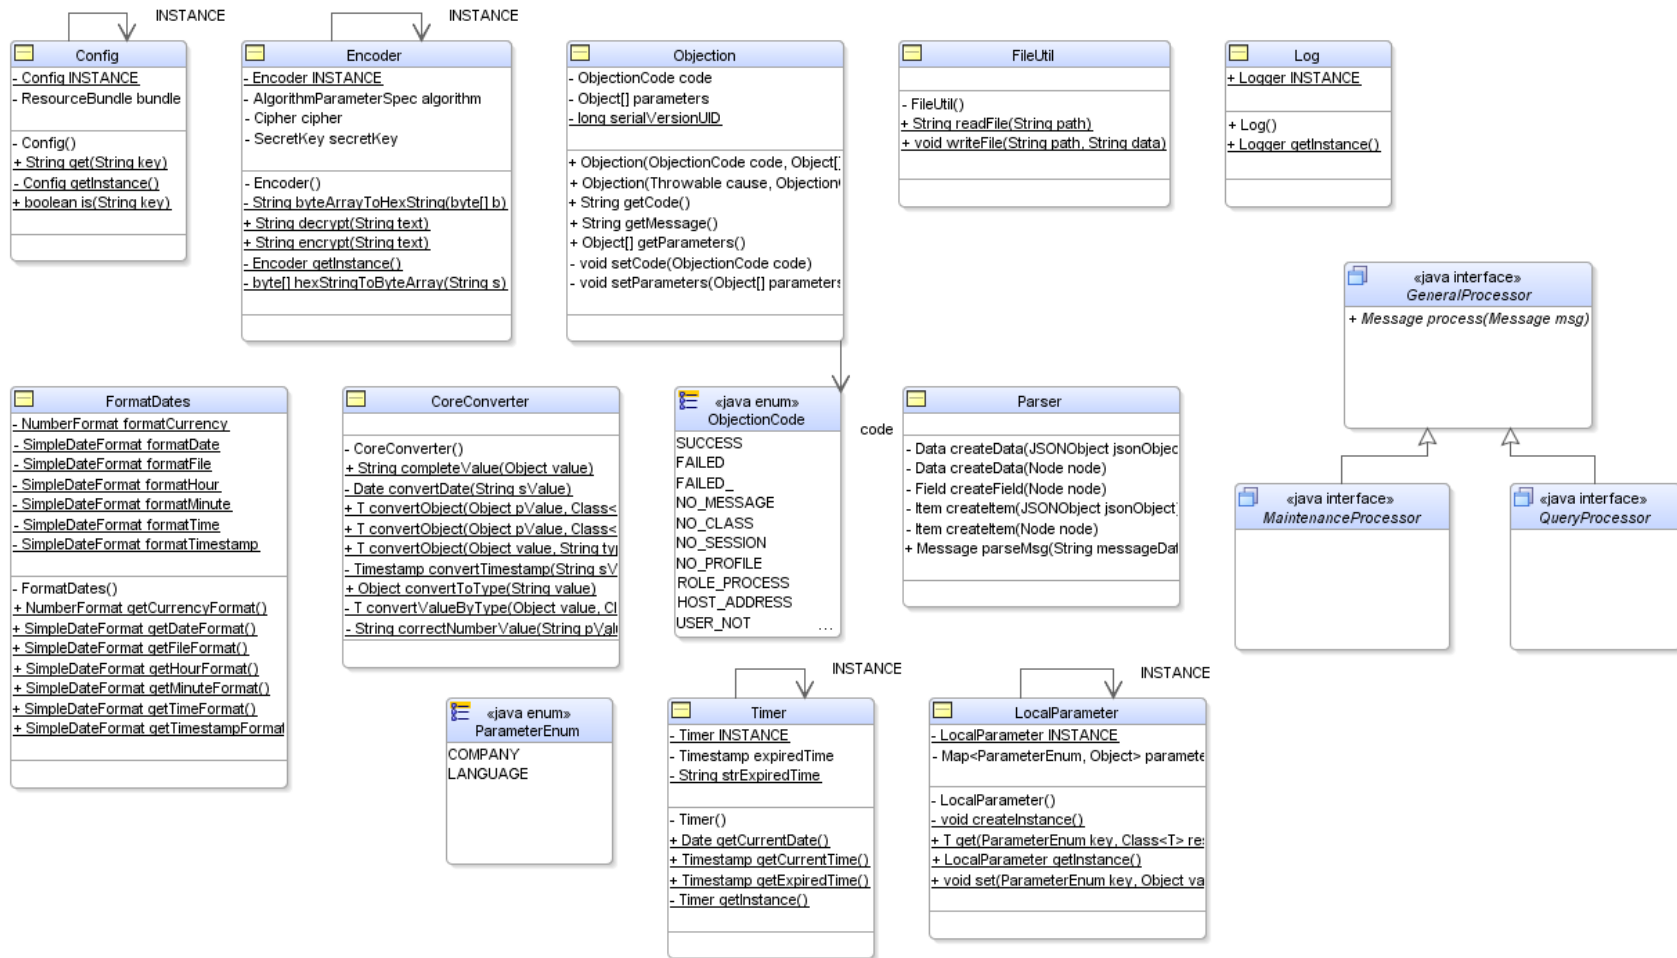 INSTANCE
Config
- Config INSTANCE
- ResourceBundle bundle
- Config()
+ String get(String key)
- Config getInstance()
+ boolean is(String key)
INSTANCE
Encoder
- Encoder INSTANCE
- AlgorithmParameterSpec algorithm
- Cipher cipher
- SecretKey secretKey
- Encoder()
- String byteArrayToHexString(byte[] b)
+ String decrypt(String text)
+ String encrypt(String text)
- Encoder getInstance()
- byte[] hexStringToByteArray(String s)
Objection
- ObjectionCode code
- Object[] parameters
- long serialVersionUID
+ Objection(ObjectionCode code, Object[]
+ Objection(Throwable cause, Objection
+ String getCode()
+ String getMessage()
+ Object[] getParameters()
- void setCode(ObjectionCode code)
- void setParameters(Object[] parameters
FileUtil
- FileUtil()
+ String readFile(String path)
+ void writeFile(String path, String data)
Log
+ Logger INSTANCE
+ Log()
+ Logger getInstance()
«java interface»
GeneralProcessor
+ Message process(Message msg)
FormatDates
- NumberFormat formatCurrency
- SimpleDateFormat formatDate
- SimpleDateFormat formatFile
- SimpleDateFormat formatHour
- SimpleDateFormat formatMinute
- SimpleDateFormat formatTime
- SimpleDateFormat formatTimestamp
- FormatDates()
+ NumberFormat getCurrencyFormat()
+ SimpleDateFormat getDateFormat()
+ SimpleDateFormat getFileFormat()
+ SimpleDateFormat getHourFormat()
+ SimpleDateFormat getMinuteFormat()
+ SimpleDateFormat getTimeFormat()
+ SimpleDateFormat getTimestampFormat
CoreConverter
- CoreConverter()
+ String completeValue(Object value)
- Date convertDate(String sValue)
+ T convertObject(Object pValue, Class<
+ T convertObject(Object pValue, Class<
+ T convertObject(Object value, String ty
- Timestamp convertTimestamp(String sV
+ Object convertToType(String value)
- T convertValueByType(Object value, Cl
- String correctNumberValue(String pValu
«java enum»
ObjectionCode
SUCCESS
FAILED
FAILED_
NO_MESSAGE
NO_CLASS
NO_SESSION
NO_PROFILE
ROLE_PROCESS
HOST_ADDRESS
USER_NOT ...
code
Parser
- Data createData(JSONObject jsonObjec
- Data createData(Node node)
- Field createField(Node node)
- Item createItem(JSONObject jsonObject
- Item createItem(Node node)
+ Message parseMsg(String messageDat
«java interface»
MaintenanceProcessor
«java interface»
QueryProcessor
«java enum»
ParameterEnum
COMPANY
LANGUAGE
INSTANCE
Timer
- Timer INSTANCE
- Timestamp expiredTime
- String strExpiredTime
- Timer()
+ Date getCurrentDate()
+ Timestamp getCurrentTime()
+ Timestamp getExpiredTime()
- Timer getInstance()
INSTANCE
LocalParameter
- LocalParameter INSTANCE
- Map<ParameterEnum, Object> paramete
- LocalParameter()
- void createInstance()
+ T get(ParameterEnum key, Class<T> res
+ LocalParameter getInstance()
+ void set(ParameterEnum key, Object va